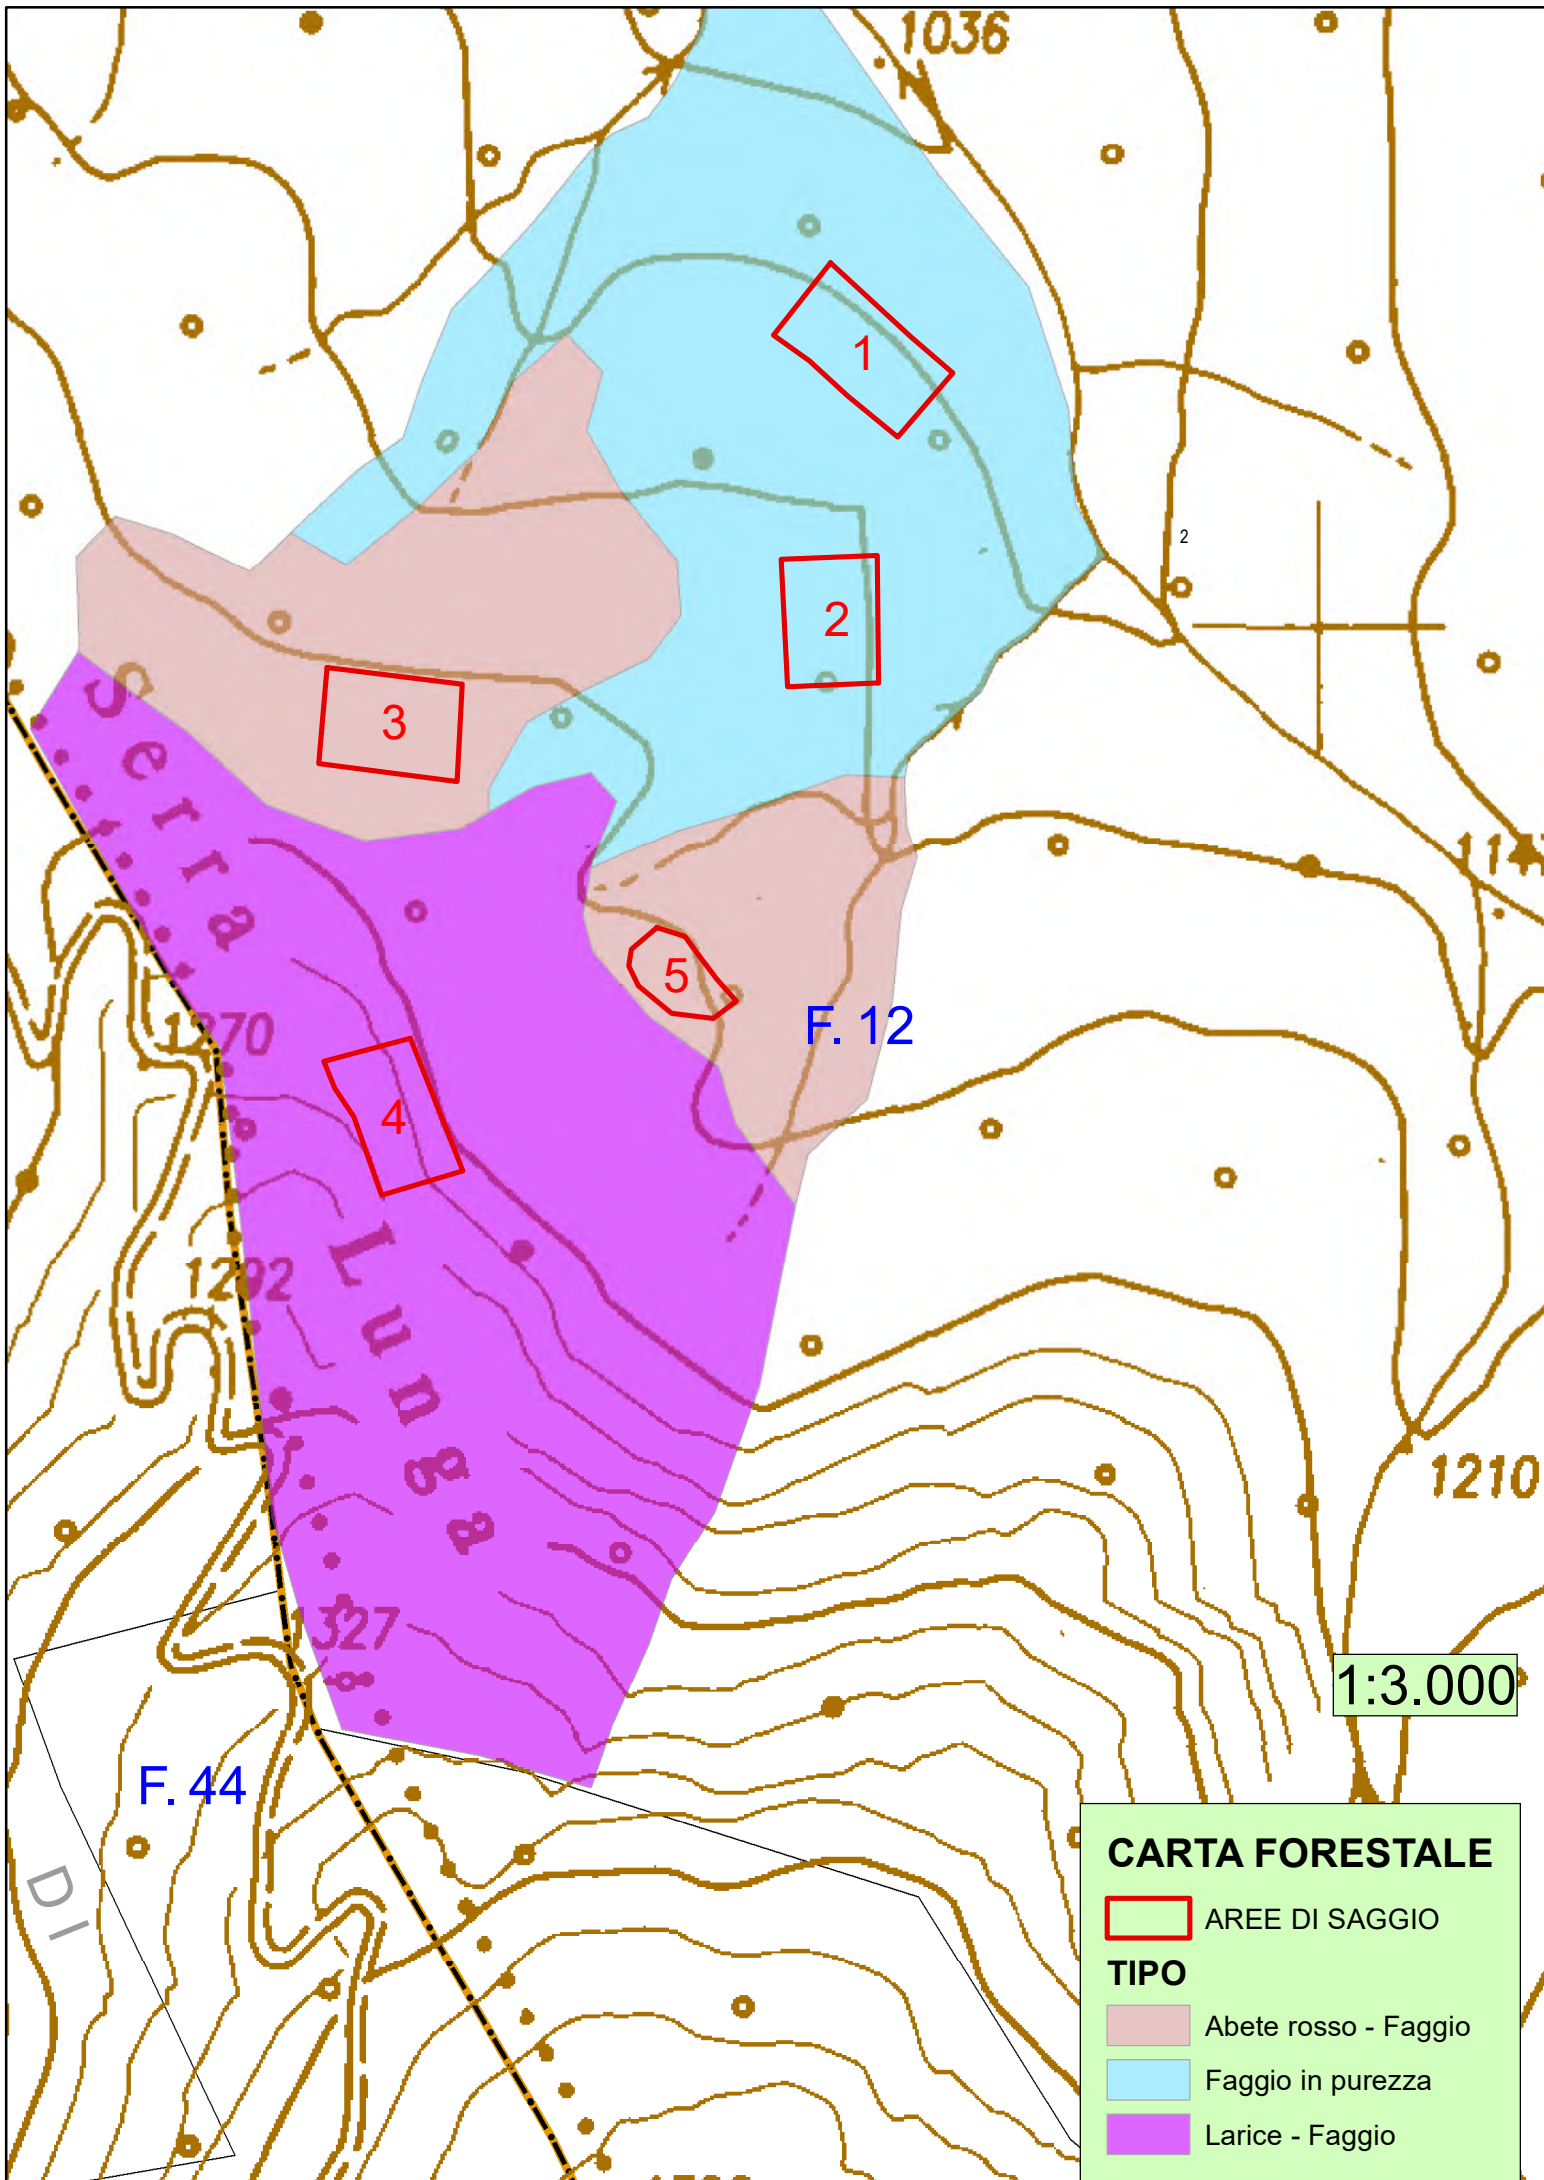 1036
1
2
2
3
Serra
5
F. 12
1270
4
1292
Lunga
1210
1327
1:3.000
F. 44
DI
CARTA FORESTALE
AREE DI SAGGIO
TIPO
Abete rosso - Faggio
Faggio in purezza
Larice - Faggio